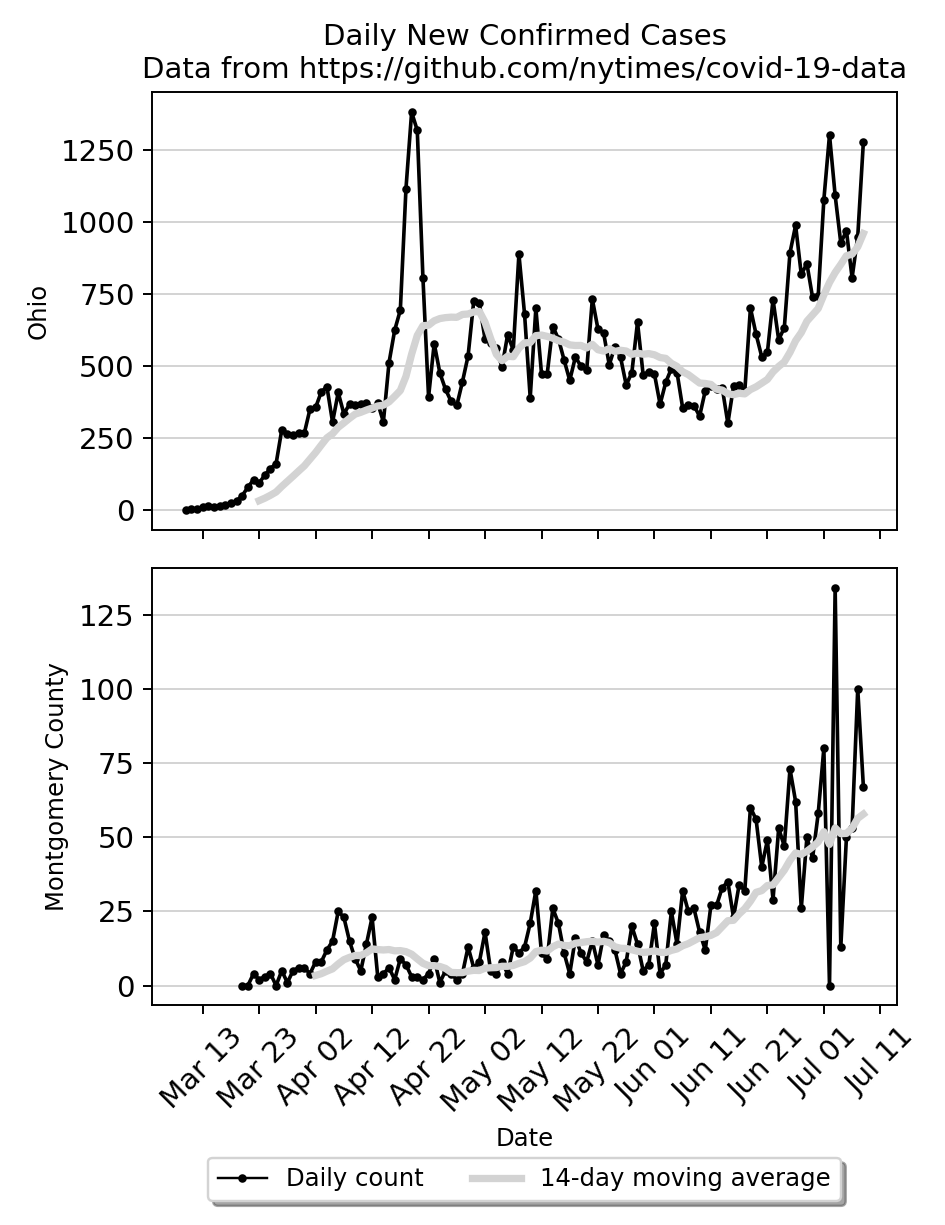 Daily New Confirmed Cases
Data from https://github.com/nytimes/covid-19-data
1250
1000
750
500
250
0
Ohio
125
100
75
50
25
0
Montgomery County
Mar 13
Mar 23
Apr 02
Apr 12
Apr 22
May 02
May 12
May 22
Jun 01
Jun 11
Jun 21
Jul 01
Jul 11
Date
Daily count
14-day moving average